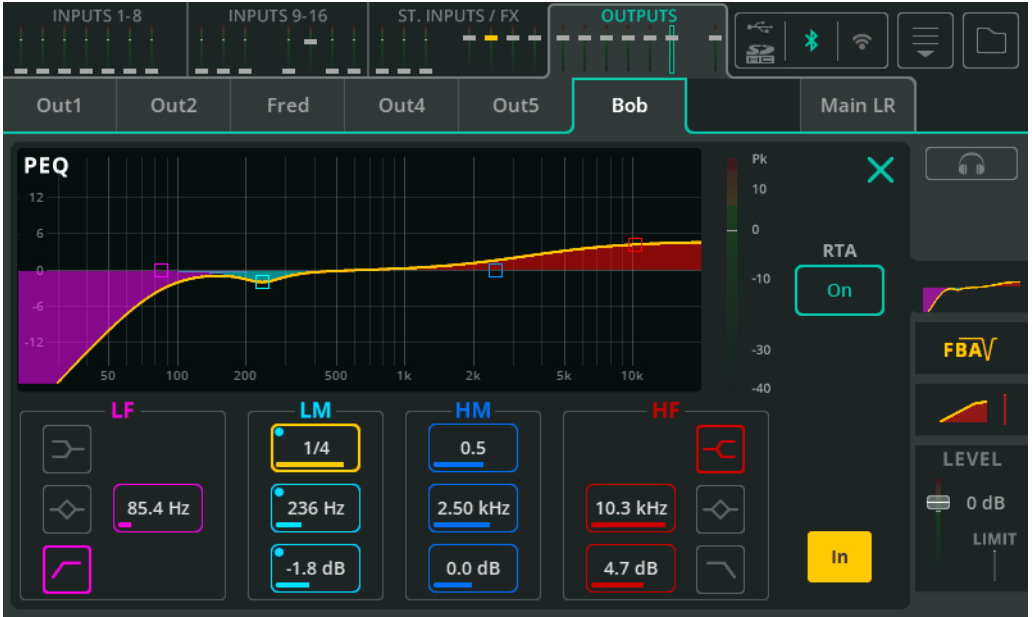 INPUTS 1-8 INPUTS 9-16 ST. INPUTS / FX OUTPUTS
SD
HC
Out1 Out2 Fred Out4 Out5 Bob Main LR
PEQ
12
6
0
-6
-12
50 100 200 500 1k 2k 5k 10k
Pk
10
0
-10
-30
-40
RTA
On
FBA
LF LM HM HF
1/4 0.5
85.4 Hz 236 Hz 2.50 kHz 10.3 kHz
-1.8 dB 0.0 dB 4.7 dB
In
LEVEL
0 dB
LIMIT